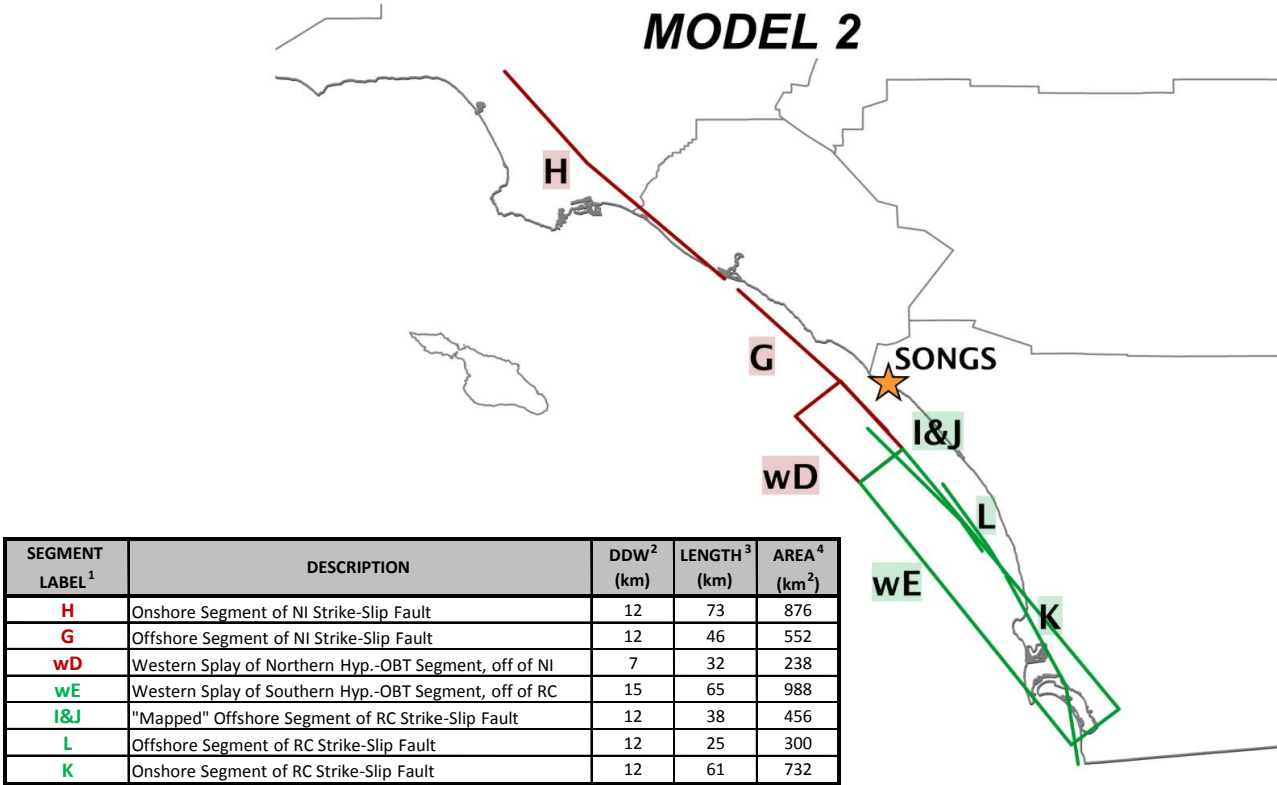 MODEL 2
H
G
SONGS
I&J
wD
L
wE
K
SEGMENT LABEL1 DESCRIPTION DDW2 (km) LENGTH3 (km) AREA4 (km2)
H Onshore Segment of NI Strike-Slip Fault 12 73 876
G Offshore Segment of NI Strike-Slip Fault 12 46 552
wD Western Splay of Northern Hyp.-OBT Segment, off of NI 7 32 238
wE Western Splay of Southern Hyp.-OBT Segment, off of RC 15 65 988
I&J "Mapped" Offshore Segment of RC Strike-Slip Fault 12 38 456
L Offshore Segment of RC Strike-Slip Fault 12 25 300
K Onshore Segment of RC Strike-Slip Fault 12 61 732